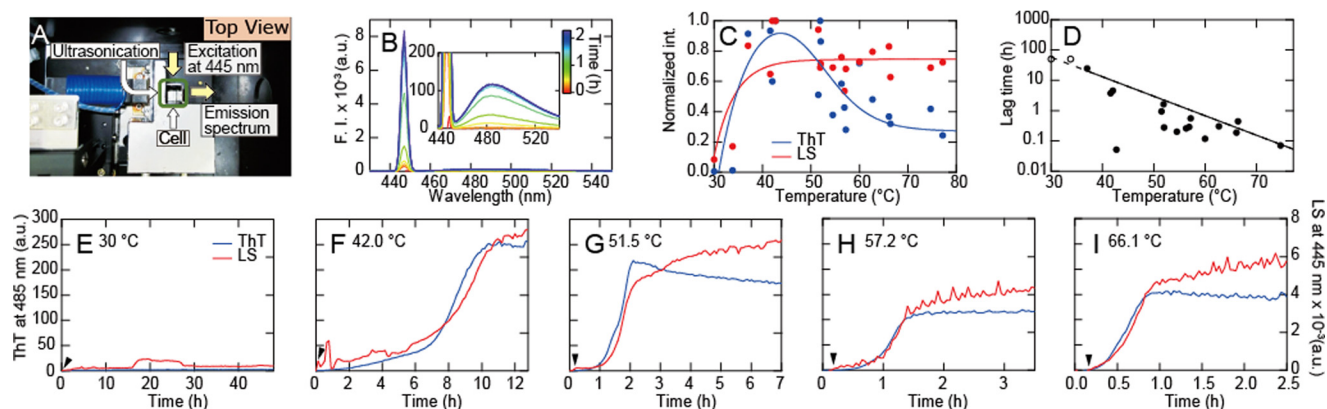 A
Top View
Ultrasonication
Excitation
at 445 nm
Emission
spectrum
Cell
B
F. I. x 10⁻³ (a.u.)
8
6
4
2
0
440 460 480 500 520 540
Wavelength (nm)
200
100
0
440 480 520
2
1
0
Time (h)
C
Normalized int.
1.0
0.8
0.6
0.4
0.2
0.0
ThT
LS
30 40 50 60 70 80
Temperature (°C)
D
Lag time (h)
1000
100
10
1
0.1
0.01
30 40 50 60 70
Temperature (°C)
E 30 °C
ThT
LS
ThT at 485 nm (a.u.)
300
250
200
150
100
50
0
0 10 20 30 40
Time (h)
F 42.0 °C
0 2 4 6 8 10 12
Time (h)
G 51.5 °C
0 1 2 3 4 5 6 7
Time (h)
H 57.2 °C
0 1 2 3
Time (h)
I 66.1 °C
0.0 0.5 1.0 1.5 2.0 2.5
Time (h)
8
6
4
2
0
LS at 445 nm x 10⁻³(a.u.)